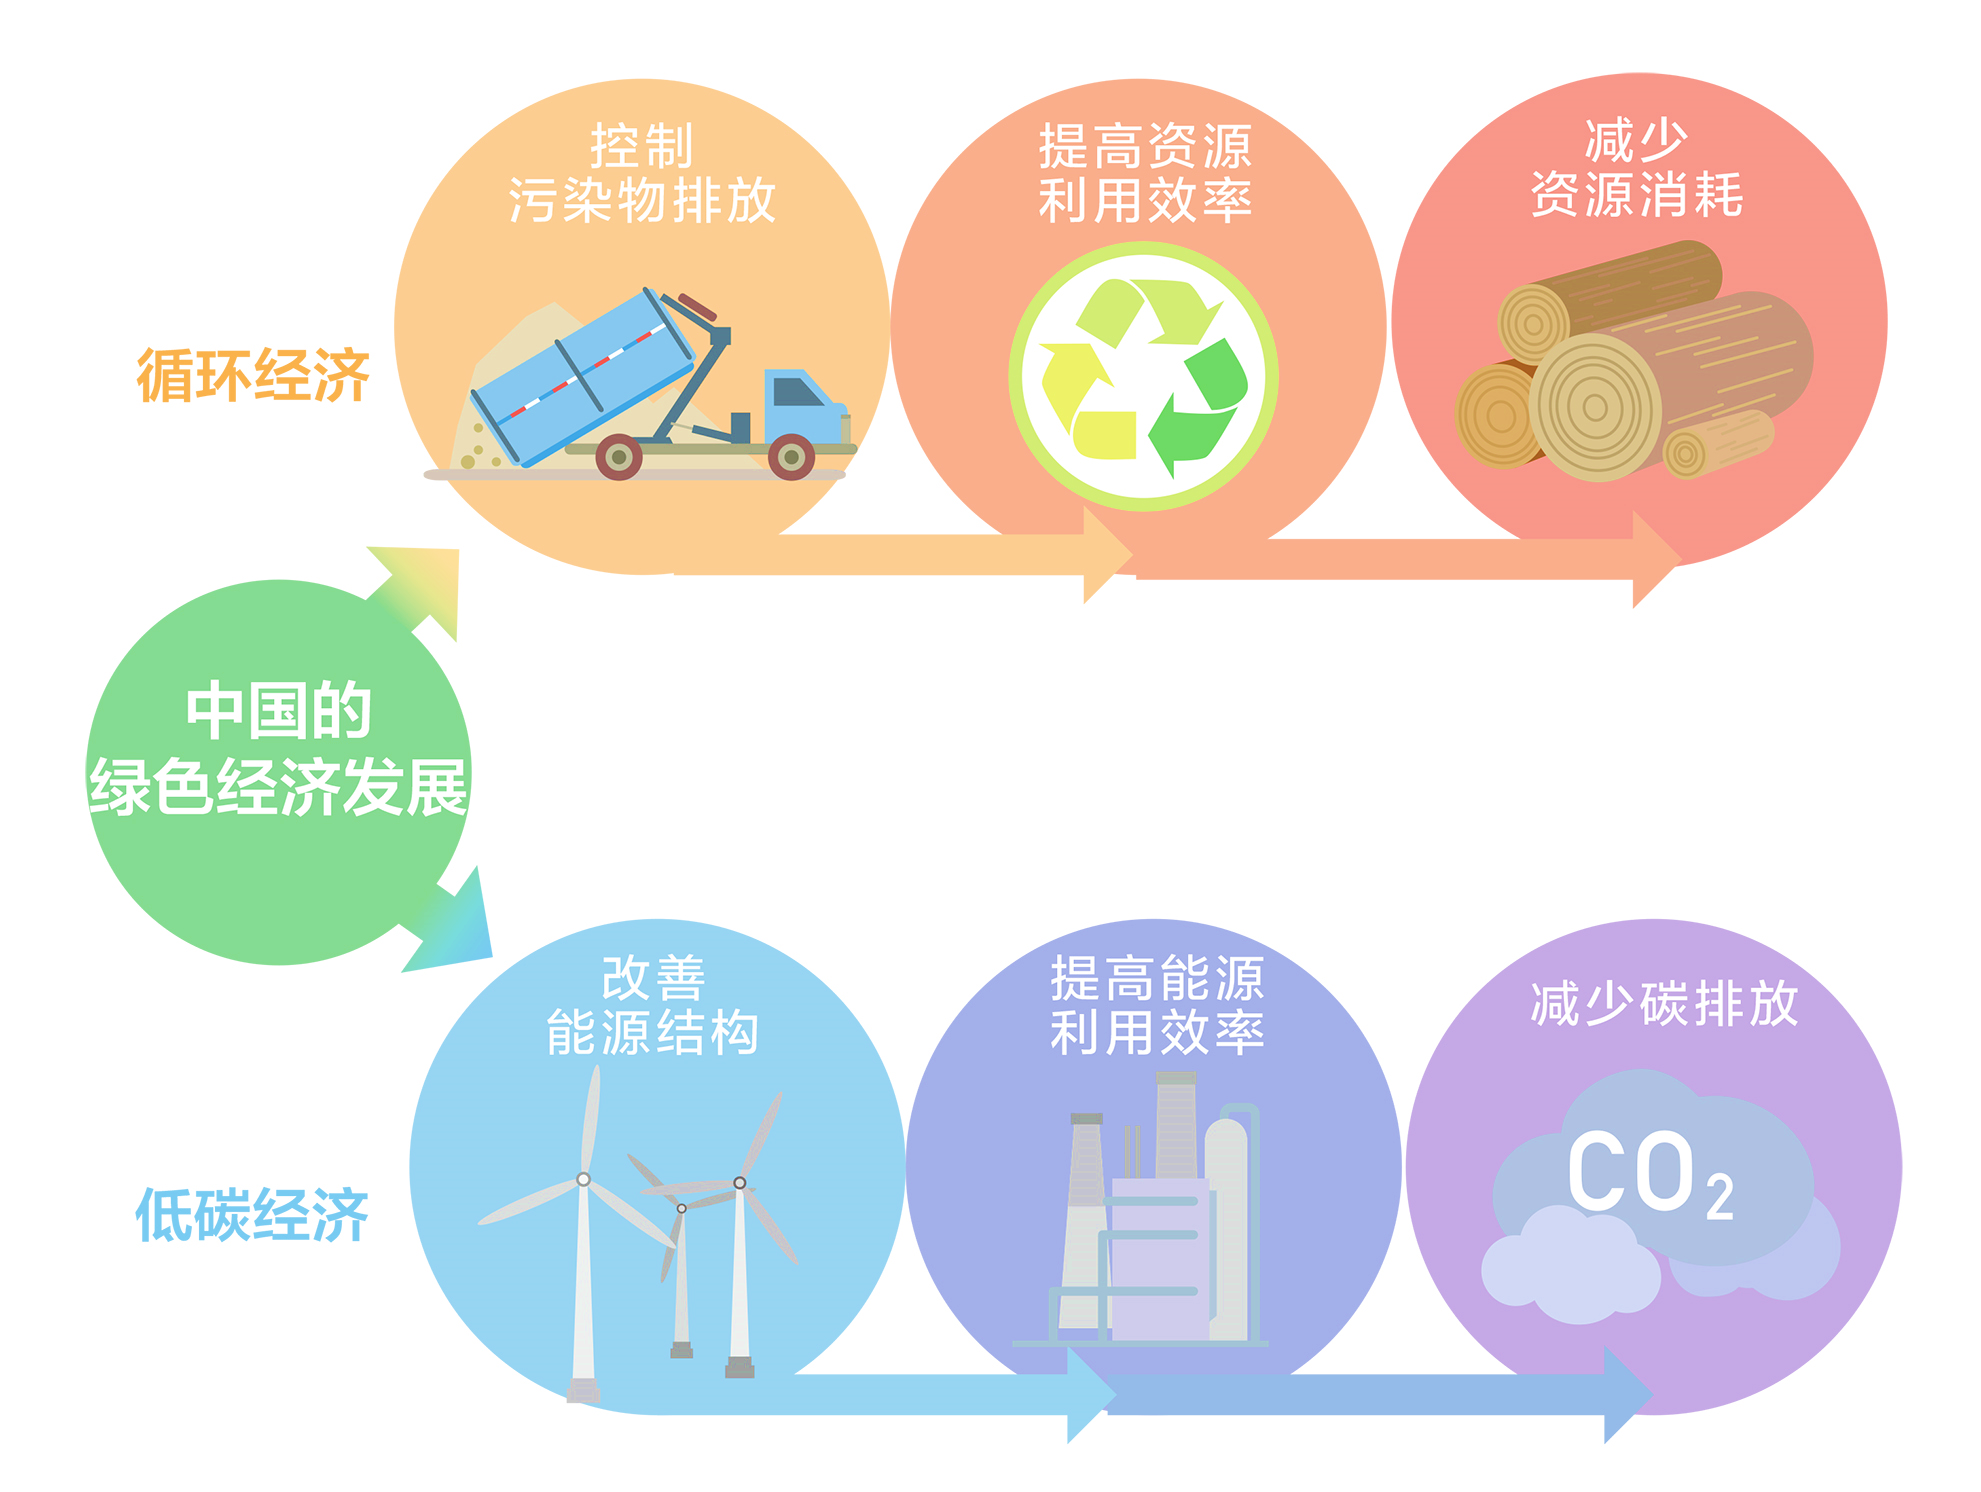 控制
污染物排放
提高资源
利用效率
减少
资源消耗
循环经济
中国的
绿色经济发展
改善
能源结构
提高能源
利用效率
减少碳排放
CO₂
低碳经济